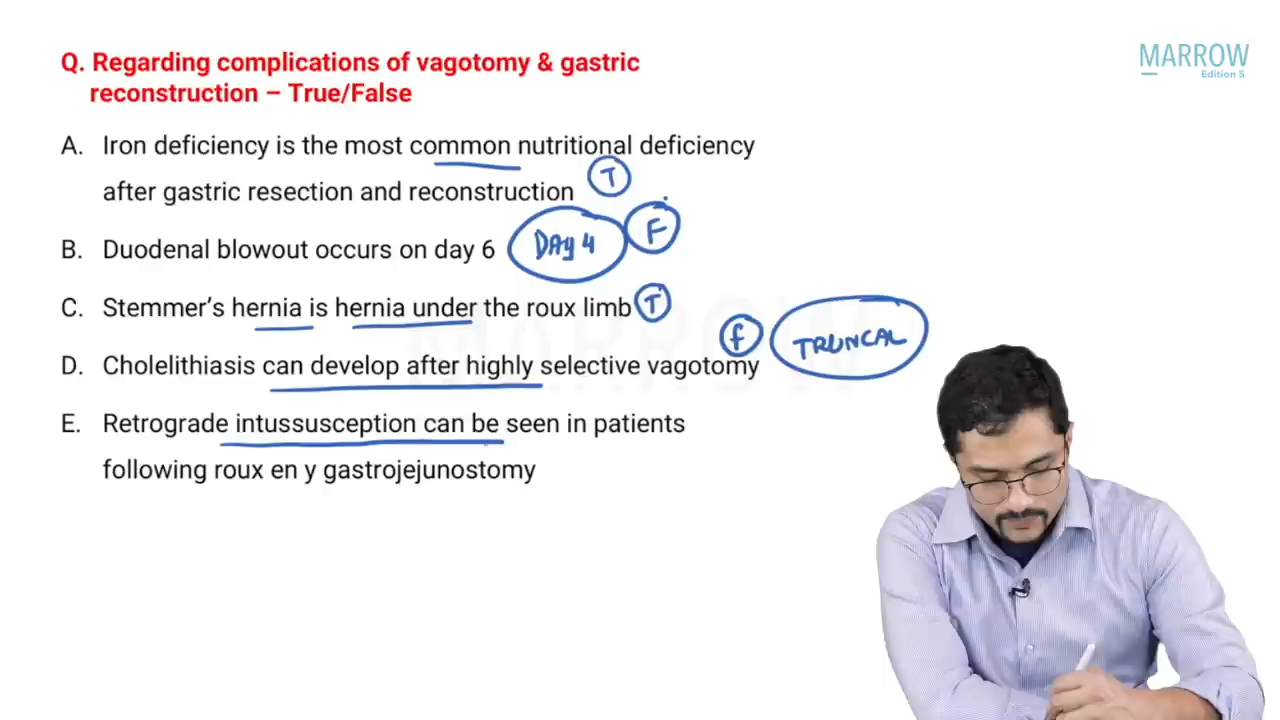 Q. Regarding complications of vagotomy & gastric
reconstruction – True/False
MARROW
Edition 5
A. Iron deficiency is the most common nutritional deficiency
after gastric resection and reconstruction T
B. Duodenal blowout occurs on day 6 DAY 4 F
C. Stemmer’s hernia is hernia under the roux limb T
D. Cholelithiasis can develop after highly selective vagotomy f TRUNCAL
E. Retrograde intussusception can be seen in patients
following roux en y gastrojejunostomy
MARROW